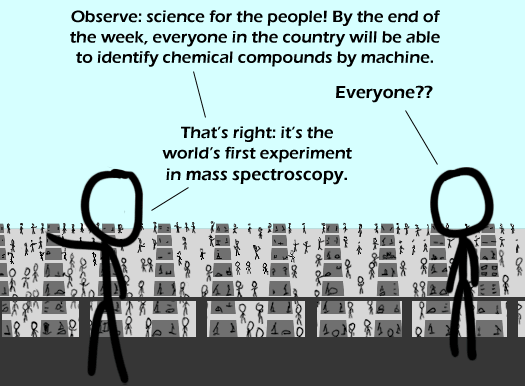 Observe: science for the people! By the end of
the week, everyone in the country will be able
to identify chemical compounds by machine.
Everyone??
That's right: it's the
world's first experiment
in mass spectroscopy.